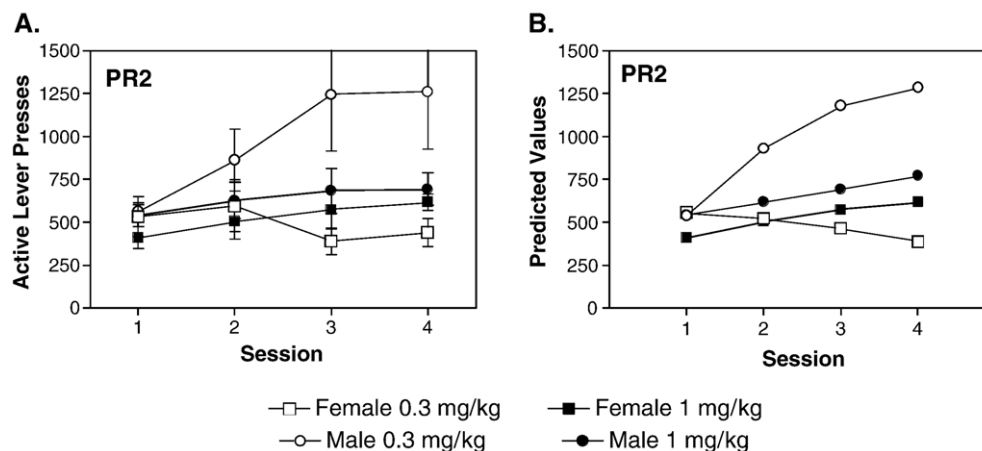 A.
B.
1500
1250
1000
750
500
250
0
PR2
Active Lever Presses
1 2 3 4
Session
1500
1250
1000
750
500
250
0
PR2
Predicted Values
1 2 3 4
Session
Female 0.3 mg/kg
Female 1 mg/kg
Male 0.3 mg/kg
Male 1 mg/kg